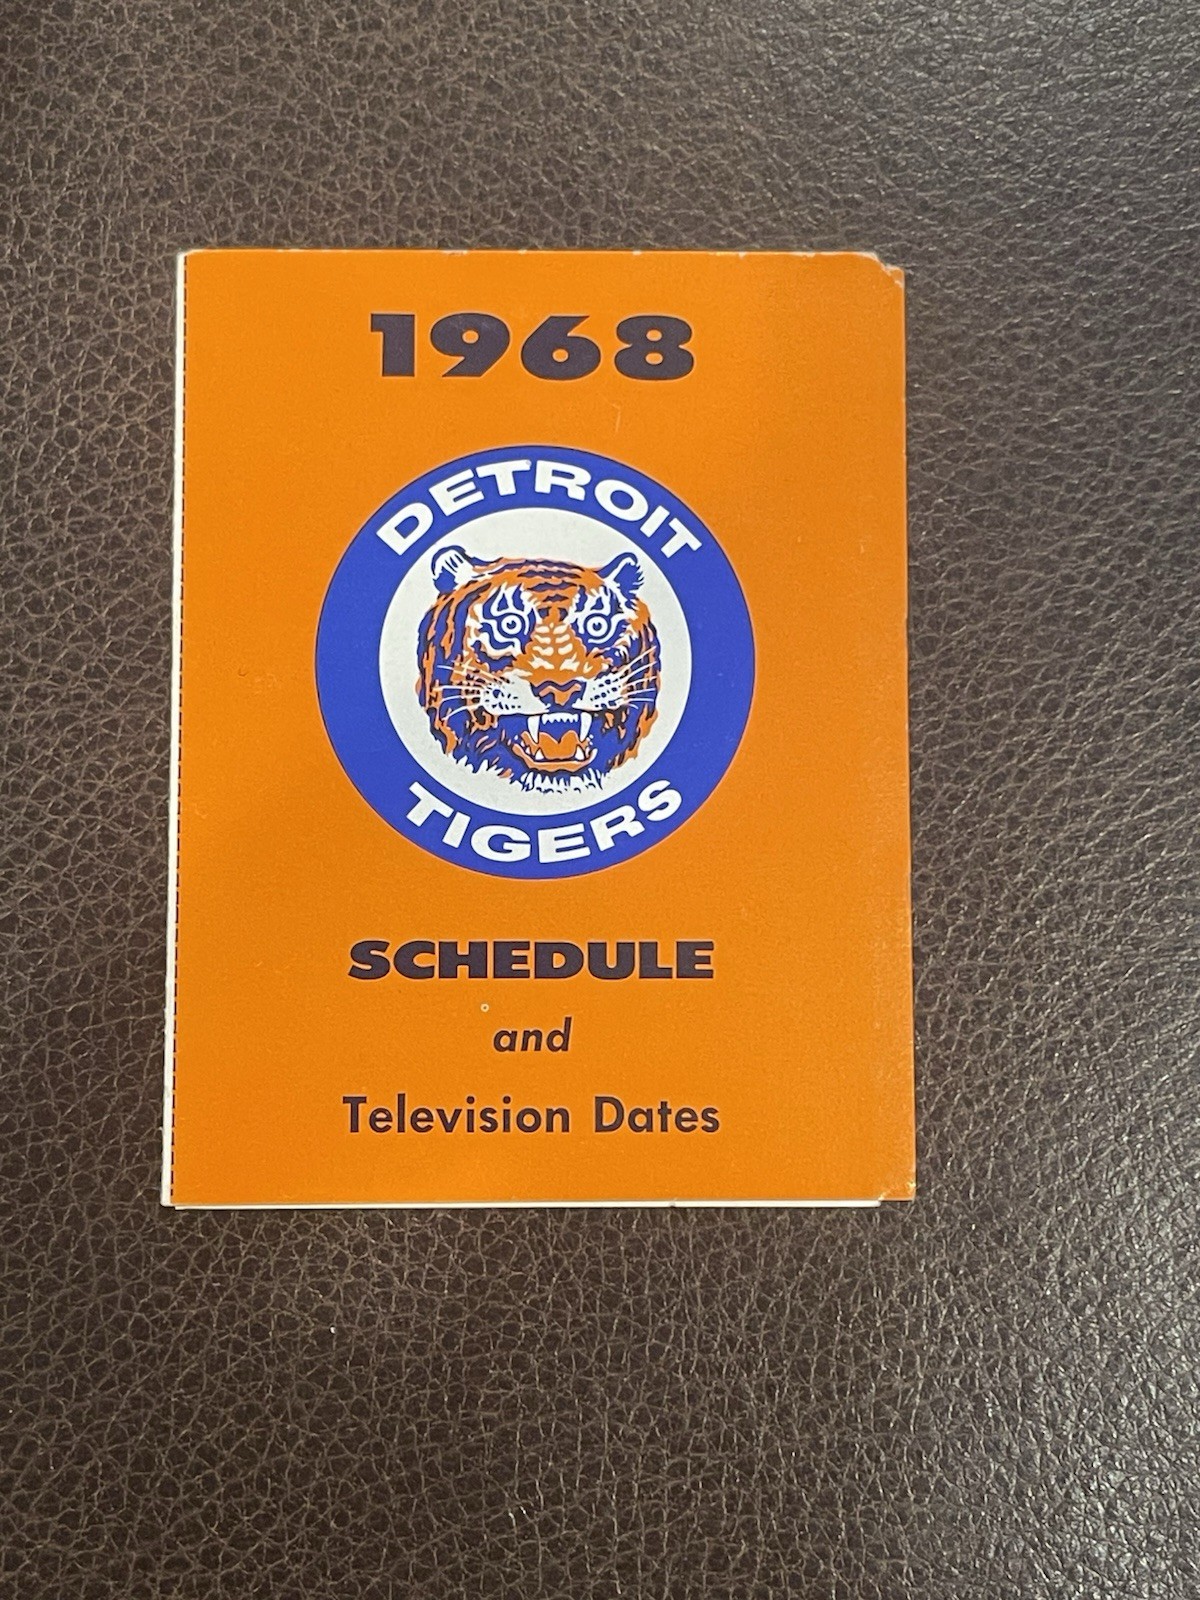 1968
DETROIT
TIGERS
SCHEDULE
and
Television Dates